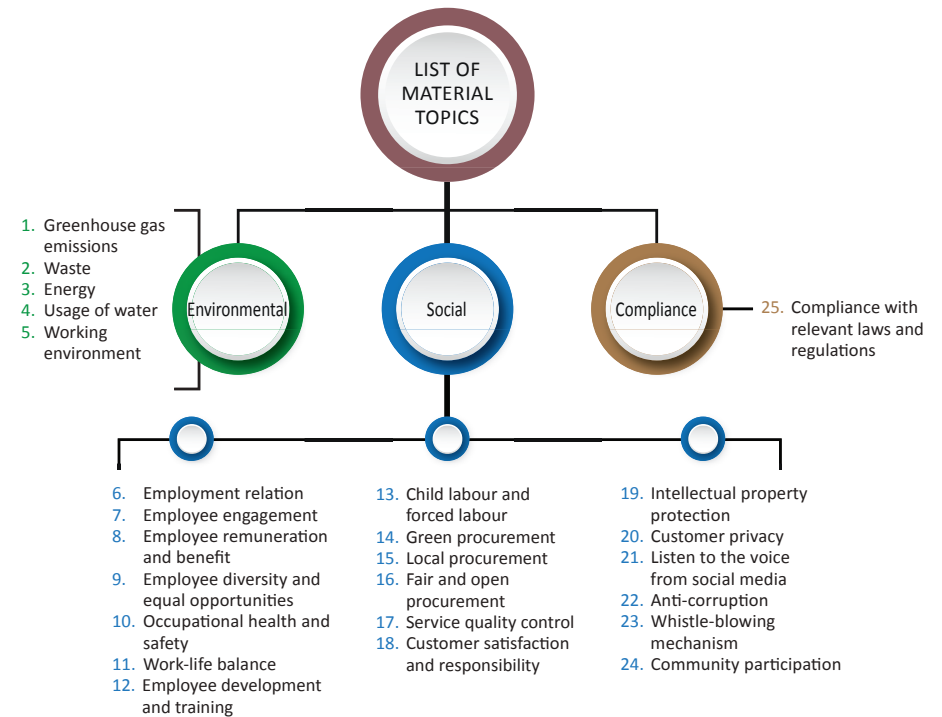 LIST OF
MATERIAL
TOPICS
1. Greenhouse gas
emissions
2. Waste
3. Energy
4. Usage of water
5. Working
environment
Environmental
Social
Compliance
25. Compliance with
relevant laws and
regulations
6. Employment relation
7. Employee engagement
8. Employee remuneration
and benefit
9. Employee diversity and
equal opportunities
10. Occupational health and
safety
11. Work-life balance
12. Employee development
and training
13. Child labour and
forced labour
14. Green procurement
15. Local procurement
16. Fair and open
procurement
17. Service quality control
18. Customer satisfaction
and responsibility
19. Intellectual property
protection
20. Customer privacy
21. Listen to the voice
from social media
22. Anti-corruption
23. Whistle-blowing
mechanism
24. Community participation